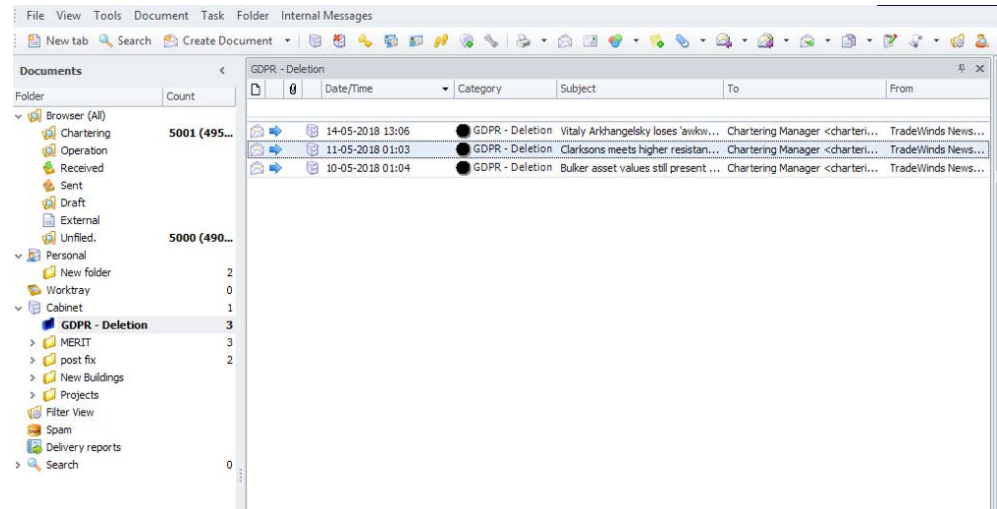 File View Tools Document Task Folder Internal Messages
New tab Search Create Document
Documents
Folder Count
Browser (All)
Chartering 5001 (495...
Operation
Received
Sent
Draft
External
Unfiled. 5000 (490...
Personal
New folder 2
Worktray 0
Cabinet 1
GDPR - Deletion 3
MERIT 3
post fix 2
New Buildings
Projects
Filter View
Spam
Delivery reports
Search 0
GDPR - Deletion
Date/Time Category Subject To From
14-05-2018 13:06 GDPR - Deletion Vitaly Arkhangelsky loses 'awkw... Chartering Manager <charteri... TradeWinds News...
11-05-2018 01:03 GDPR - Deletion Clarksons meets higher resistan... Chartering Manager <charteri... TradeWinds News...
10-05-2018 01:04 GDPR - Deletion Bulker asset values still present ... Chartering Manager <charteri... TradeWinds News...